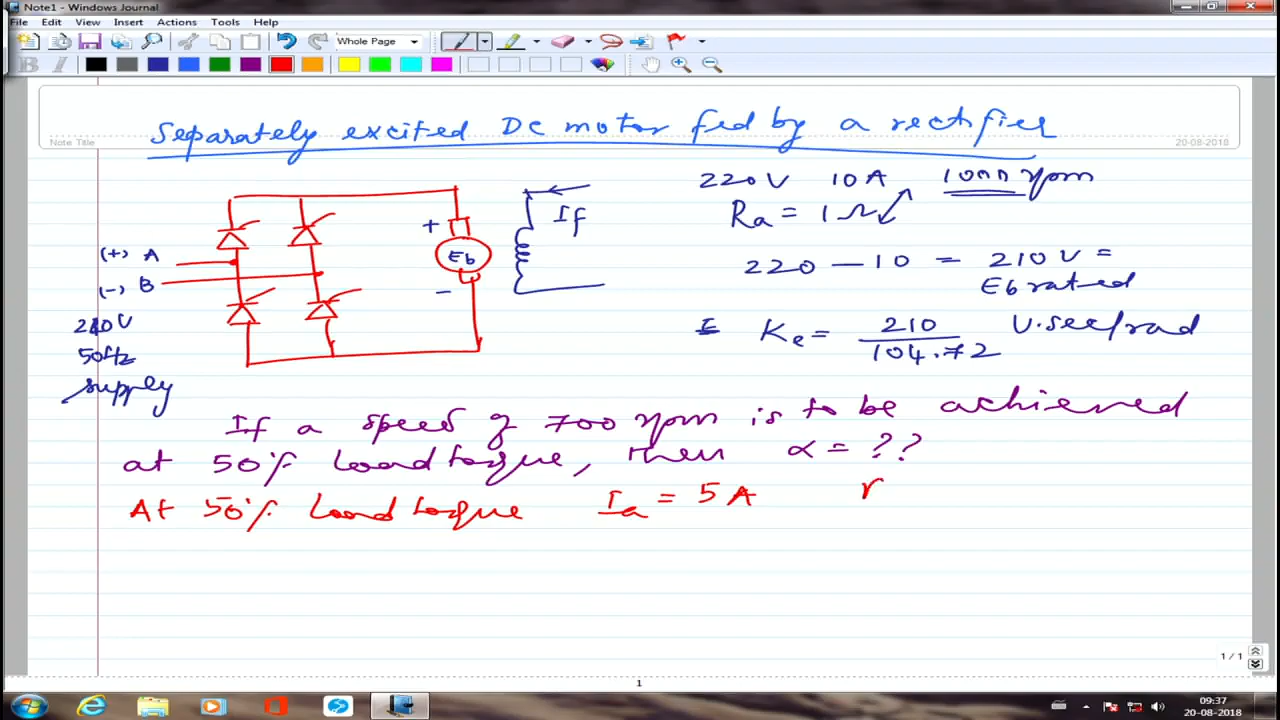 Note1 - Windows Journal
File Edit View Insert Actions Tools Help
Whole Page
B I
Separately excited DC motor fed by a rectifier
Note Title
20-08-2018
220V 10A 1000 rpm
Ra = 1Ω
If
+
(+) A
Eb
220 – 10 = 210V =
Eb rated
(-) B
–
50Hz
supply
Ke = 210 / 104.72 V.sec/rad
If a speed of 700 rpm is to be achieved
at 50% load torque, then α = ??
At 50% load torque Ia = 5A r
1 / 1
1
09:37
20-08-2018